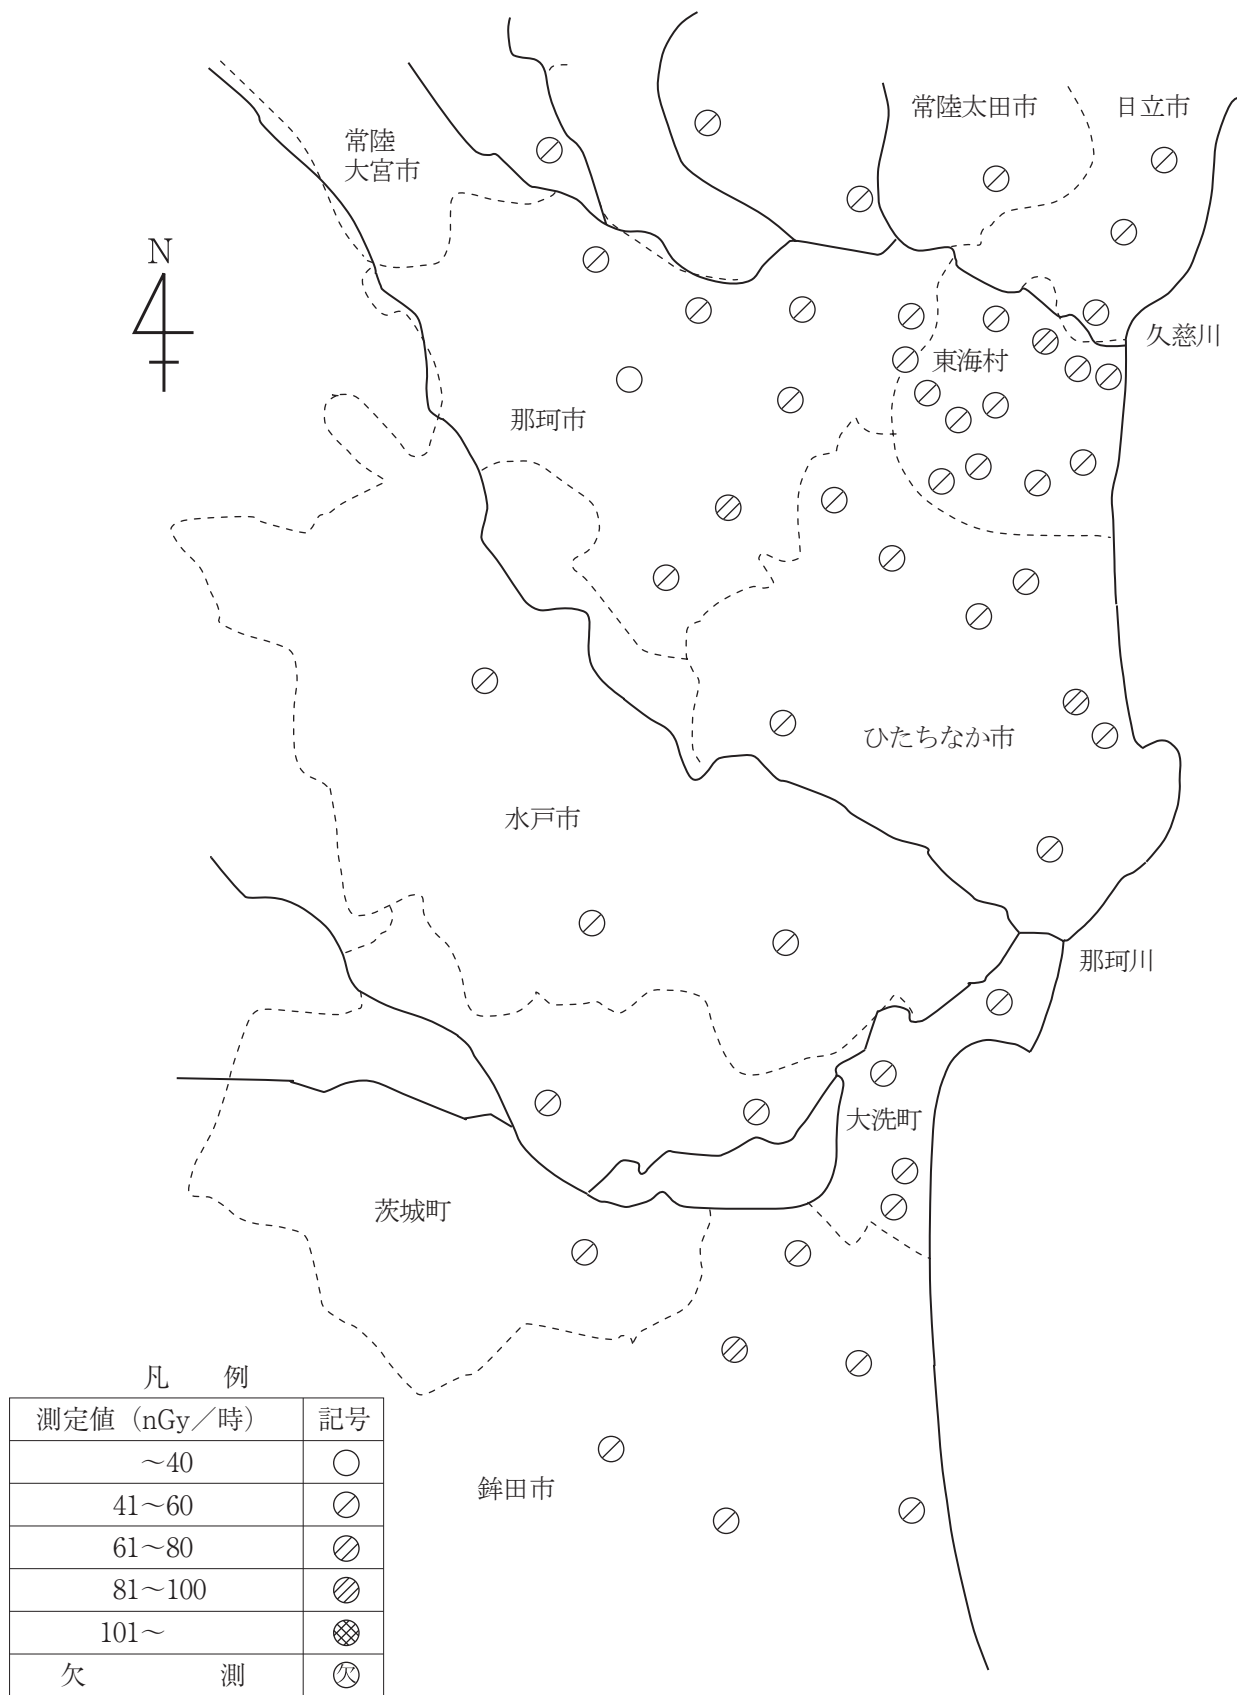 常陸太田市
日立市
常陸
大宮市
N
久慈川
東海村
那珂市
ひたちなか市
水戸市
那珂川
大洗町
茨城町
凡　例
測定値（nGy／時） 記号
～40
41～60
61～80
81～100
101～
欠　測 欠
鉾田市